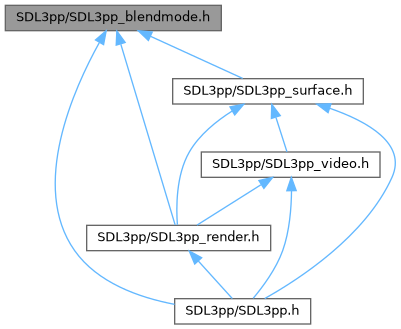 SDL3pp/SDL3pp_blendmode.h
SDL3pp/SDL3pp_surface.h
SDL3pp/SDL3pp_video.h
SDL3pp/SDL3pp_render.h
SDL3pp/SDL3pp.h